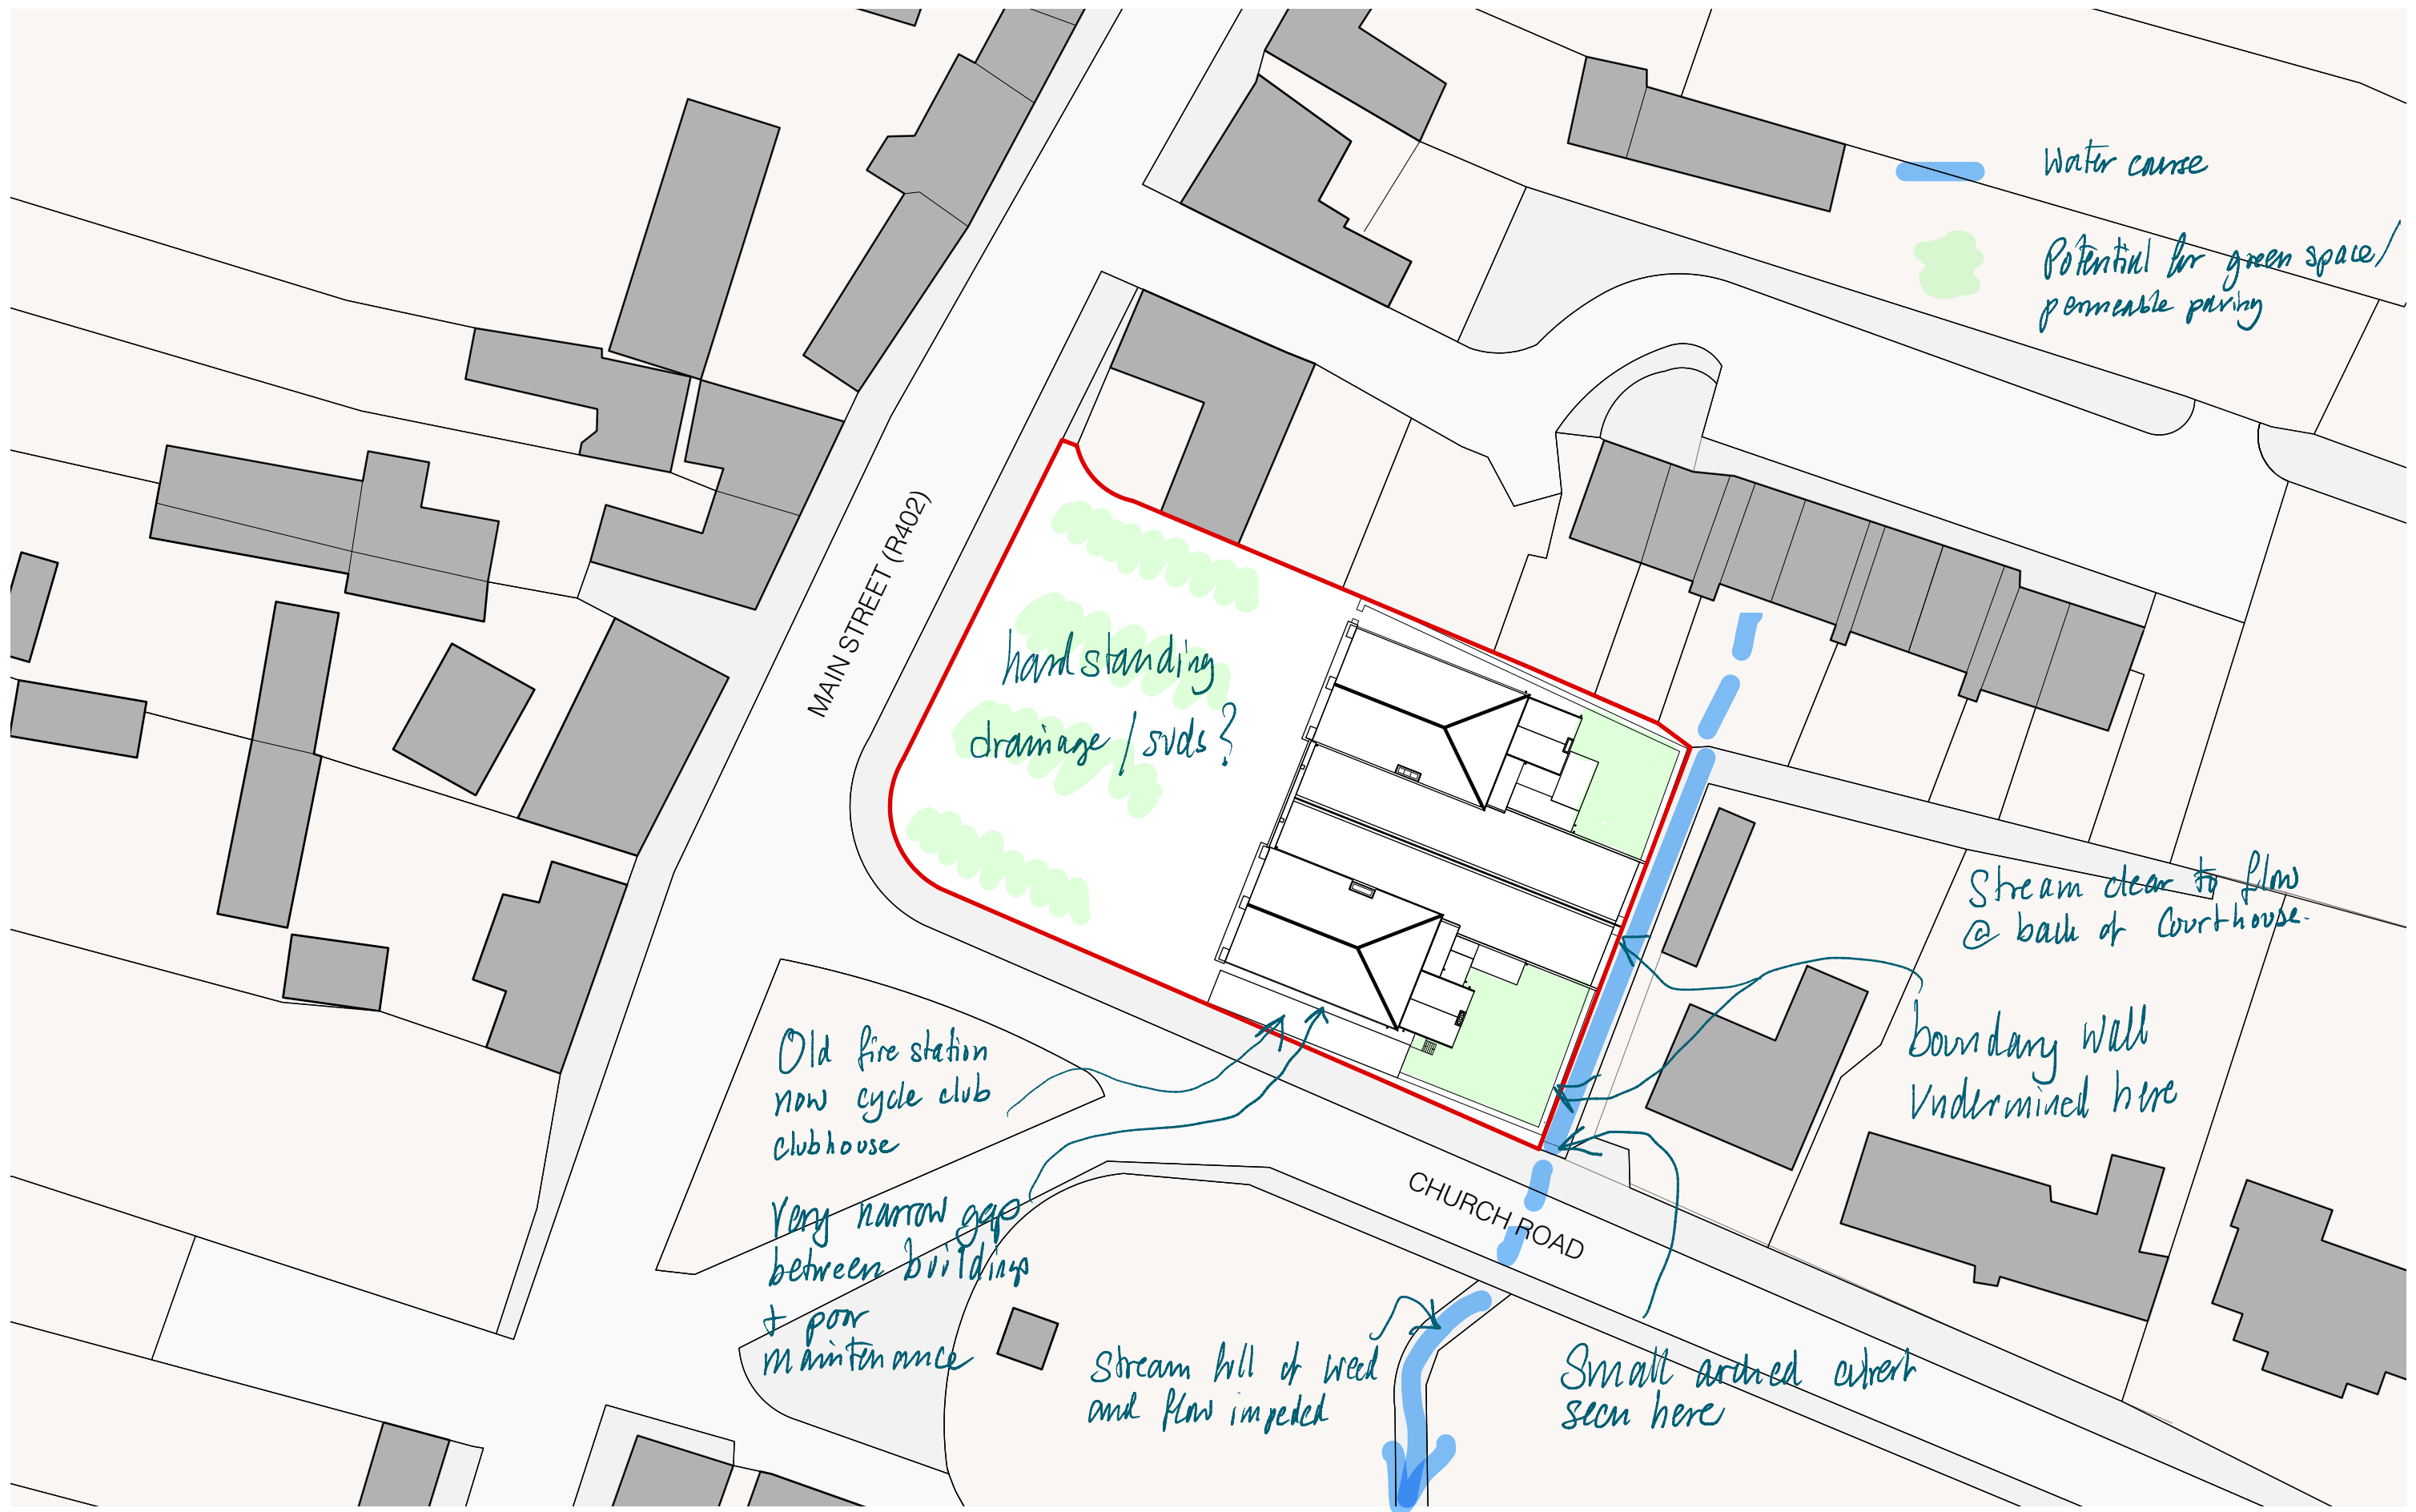 Water course
Potential for green space/
permeable paving
MAIN STREET (R402)
hard standing
drainage / suds?
Stream clear to flow
@ back of Courthouse.
boundary wall
Undermined here
Old fire station
now cycle club
clubhouse
Very narrow gap
between buildings
+ poor
maintenance
CHURCH ROAD
Stream full of weed
and flow impeded
Small arched culvert
seen here